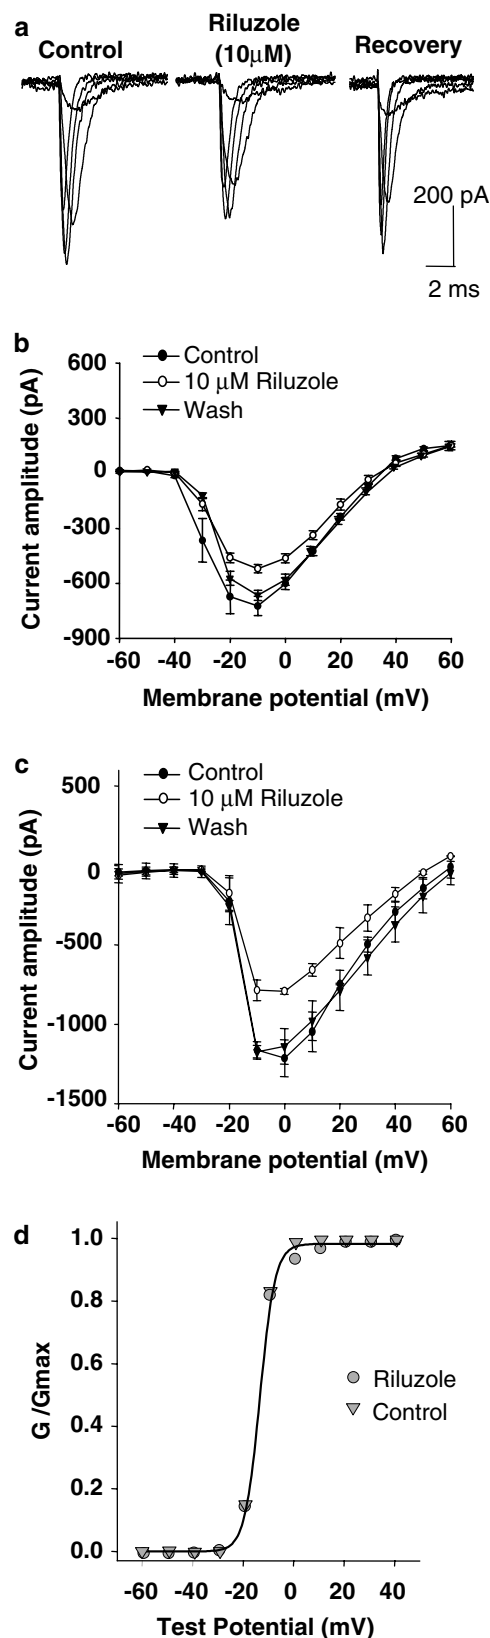 a
Control
Riluzole
(10µM)
Recovery
200 pA
2 ms
b
Control
10 µM Riluzole
Wash
Current amplitude (pA)
600
300
0
-300
-600
-900
-60 -40 -20 0 20 40 60
Membrane potential (mV)
c
Control
10 µM Riluzole
Wash
Current amplitude (pA)
500
0
-500
-1000
-1500
-60 -40 -20 0 20 40 60
Membrane potential (mV)
d
G /Gmax
1.0
0.8
0.6
0.4
0.2
0.0
Riluzole
Control
-60 -40 -20 0 20 40
Test Potential (mV)